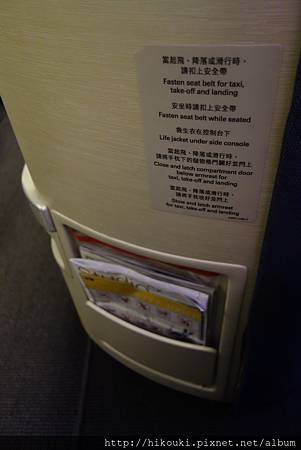 當起飛、降落或滑行時，
請扣上安全帶
Fasten seat belt for taxi,
take-off and landing
安坐時請扣上安全帶
Fasten seat belt while seated
救生衣在控制台下
Life jacket under side console
當起飛、降落或滑行時，
請將手枕下的儲物格門關好並閂上
Close and latch compartment door
below armrest for
taxi, take-off and landing
當起飛、降落或滑行時，
請將手枕收好並閂上
Stow and latch armrest
for taxi, take-off and landing
http://hikouki.pixnet.net/album